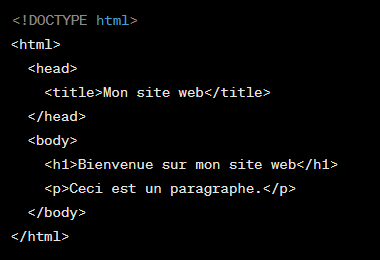 <!DOCTYPE html>
<html>
  <head>
    <title>Mon site web</title>
  </head>
  <body>
    <h1>Bienvenue sur mon site web</h1>
    <p>Ceci est un paragraphe.</p>
  </body>
</html>